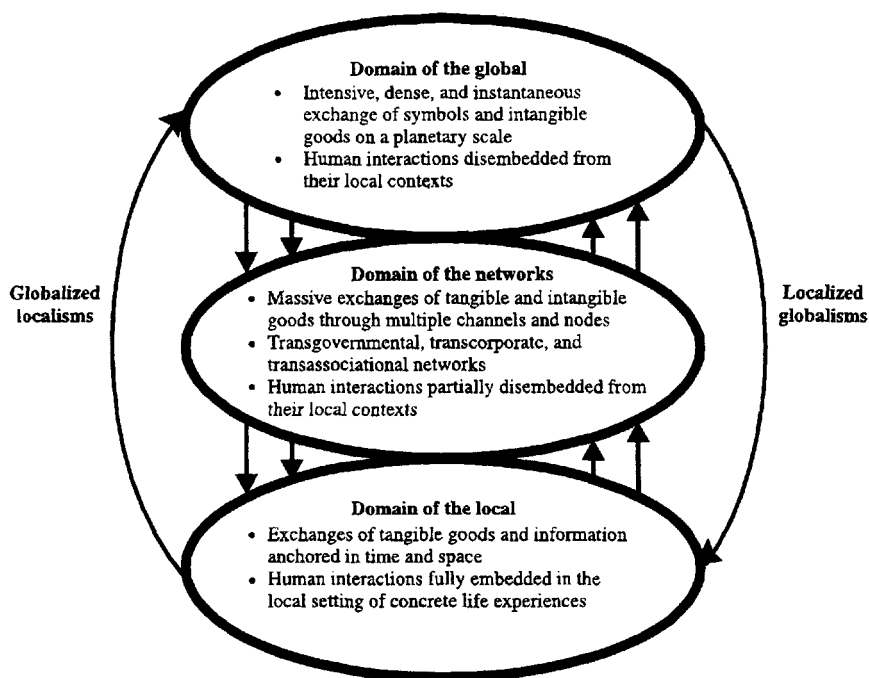 Domain of the global
• Intensive, dense, and instantaneous
exchange of symbols and intangible
goods on a planetary scale
• Human interactions disembedded from
their local contexts
Globalized
localisms
Domain of the networks
• Massive exchanges of tangible and intangible
goods through multiple channels and nodes
• Transgovernmental, transcorporate, and
transassociational networks
• Human interactions partially disembedded from
their local contexts
Localized
globalisms
Domain of the local
• Exchanges of tangible goods and information
anchored in time and space
• Human interactions fully embedded in the
local setting of concrete life experiences